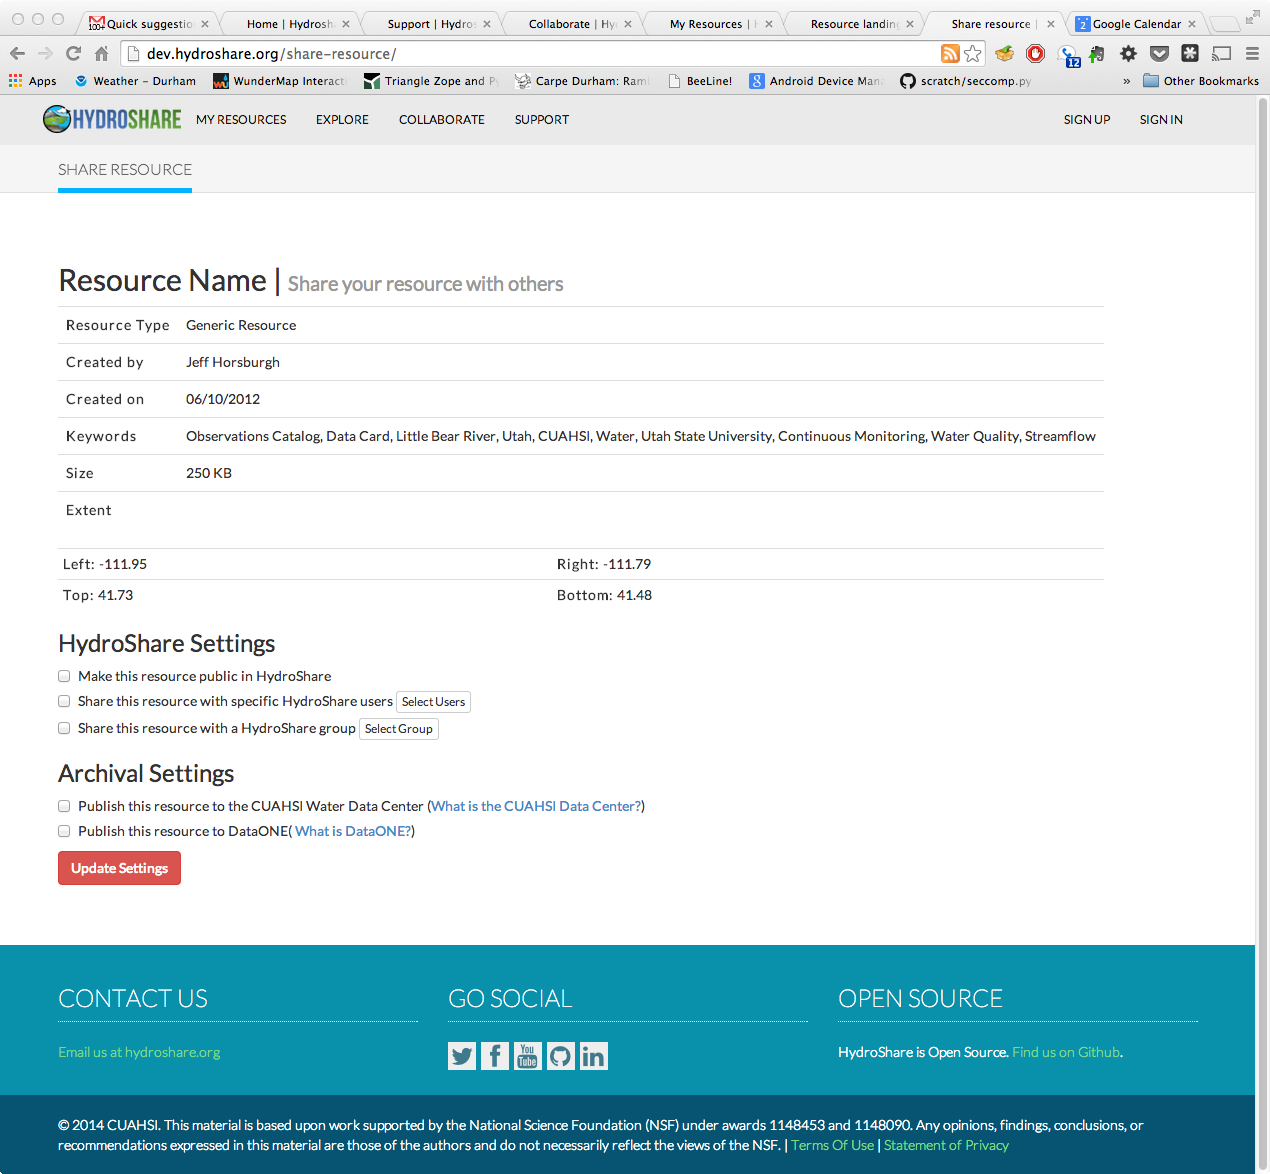 100+ Quick suggestio
Home | Hydrosh
Support | Hydros
Collaborate | Hy
My Resources |
Resource landing
Share resource |
2 Google Calendar
dev.hydroshare.org/share-resource/
12
Apps
Weather – Durham
WunderMap Interact
Triangle Zope and Py
Carpe Durham: Ram
BeeLine!
Android Device Mana
scratch/seccomp.py
»
Other Bookmarks
HYDROSHARE
MY RESOURCES
EXPLORE
COLLABORATE
SUPPORT
SIGN UP
SIGN IN
SHARE RESOURCE
Resource Name | Share your resource with others
Resource Type Generic Resource
Created by Jeff Horsburgh
Created on 06/10/2012
Keywords Observations Catalog, Data Card, Little Bear River, Utah, CUAHSI, Water, Utah State University, Continuous Monitoring, Water Quality, Streamflow
Size 250 KB
Extent
Left: -111.95 Right: -111.79
Top: 41.73 Bottom: 41.48
HydroShare Settings
Make this resource public in HydroShare
Share this resource with specific HydroShare users Select Users
Share this resource with a HydroShare group Select Group
Archival Settings
Publish this resource to the CUAHSI Water Data Center (What is the CUAHSI Data Center?)
Publish this resource to DataONE( What is DataONE?)
Update Settings
CONTACT US
Email us at hydroshare.org
GO SOCIAL
You Tube
in
OPEN SOURCE
HydroShare is Open Source. Find us on Github.
© 2014 CUAHSI. This material is based upon work supported by the National Science Foundation (NSF) under awards 1148453 and 1148090. Any opinions, findings, conclusions, or
recommendations expressed in this material are those of the authors and do not necessarily reflect the views of the NSF. | Terms Of Use | Statement of Privacy